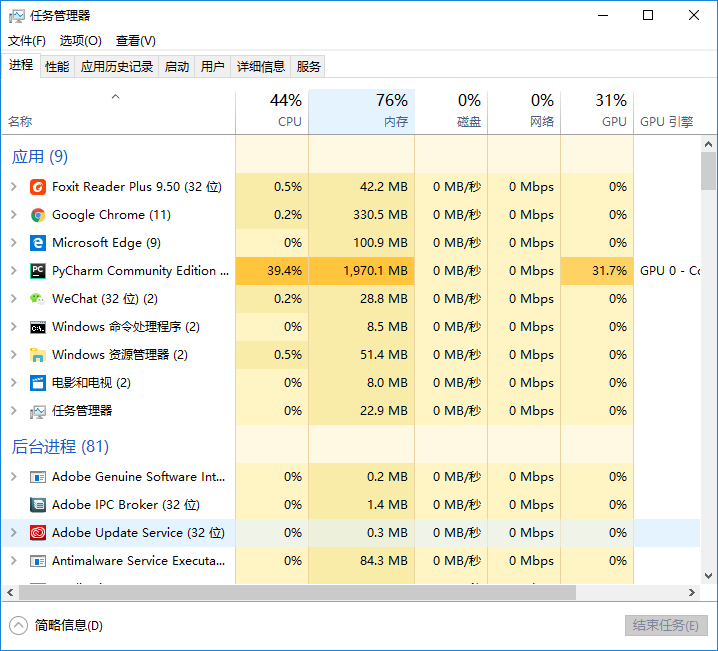 任务管理器
文件(F) 选项(O) 查看(V)
进程 性能 应用历史记录 启动 用户 详细信息 服务
44% 76% 0% 0% 31%
名称 CPU 内存 磁盘 网络 GPU GPU 引擎
应用 (9)
Foxit Reader Plus 9.50 (32 位) 0.5% 42.2 MB 0 MB/秒 0 Mbps 0%
Google Chrome (11) 0.2% 330.5 MB 0 MB/秒 0 Mbps 0%
Microsoft Edge (9) 0% 100.9 MB 0 MB/秒 0 Mbps 0%
PyCharm Community Edition ... 39.4% 1,970.1 MB 0 MB/秒 0 Mbps 31.7% GPU 0 - Co
WeChat (32 位) (2) 0.2% 28.8 MB 0 MB/秒 0 Mbps 0%
Windows 命令处理程序 (2) 0% 8.5 MB 0 MB/秒 0 Mbps 0%
Windows 资源管理器 (2) 0.5% 51.4 MB 0 MB/秒 0 Mbps 0%
电影和电视 (2) 0% 8.0 MB 0 MB/秒 0 Mbps 0%
任务管理器 0% 22.9 MB 0 MB/秒 0 Mbps 0%
后台进程 (81)
Adobe Genuine Software Int... 0% 0.2 MB 0 MB/秒 0 Mbps 0%
Adobe IPC Broker (32 位) 0% 1.4 MB 0 MB/秒 0 Mbps 0%
Adobe Update Service (32 位) 0% 0.3 MB 0 MB/秒 0 Mbps 0%
Antimalware Service Executa... 0% 84.3 MB 0 MB/秒 0 Mbps 0%
简略信息(D) 结束任务(E)